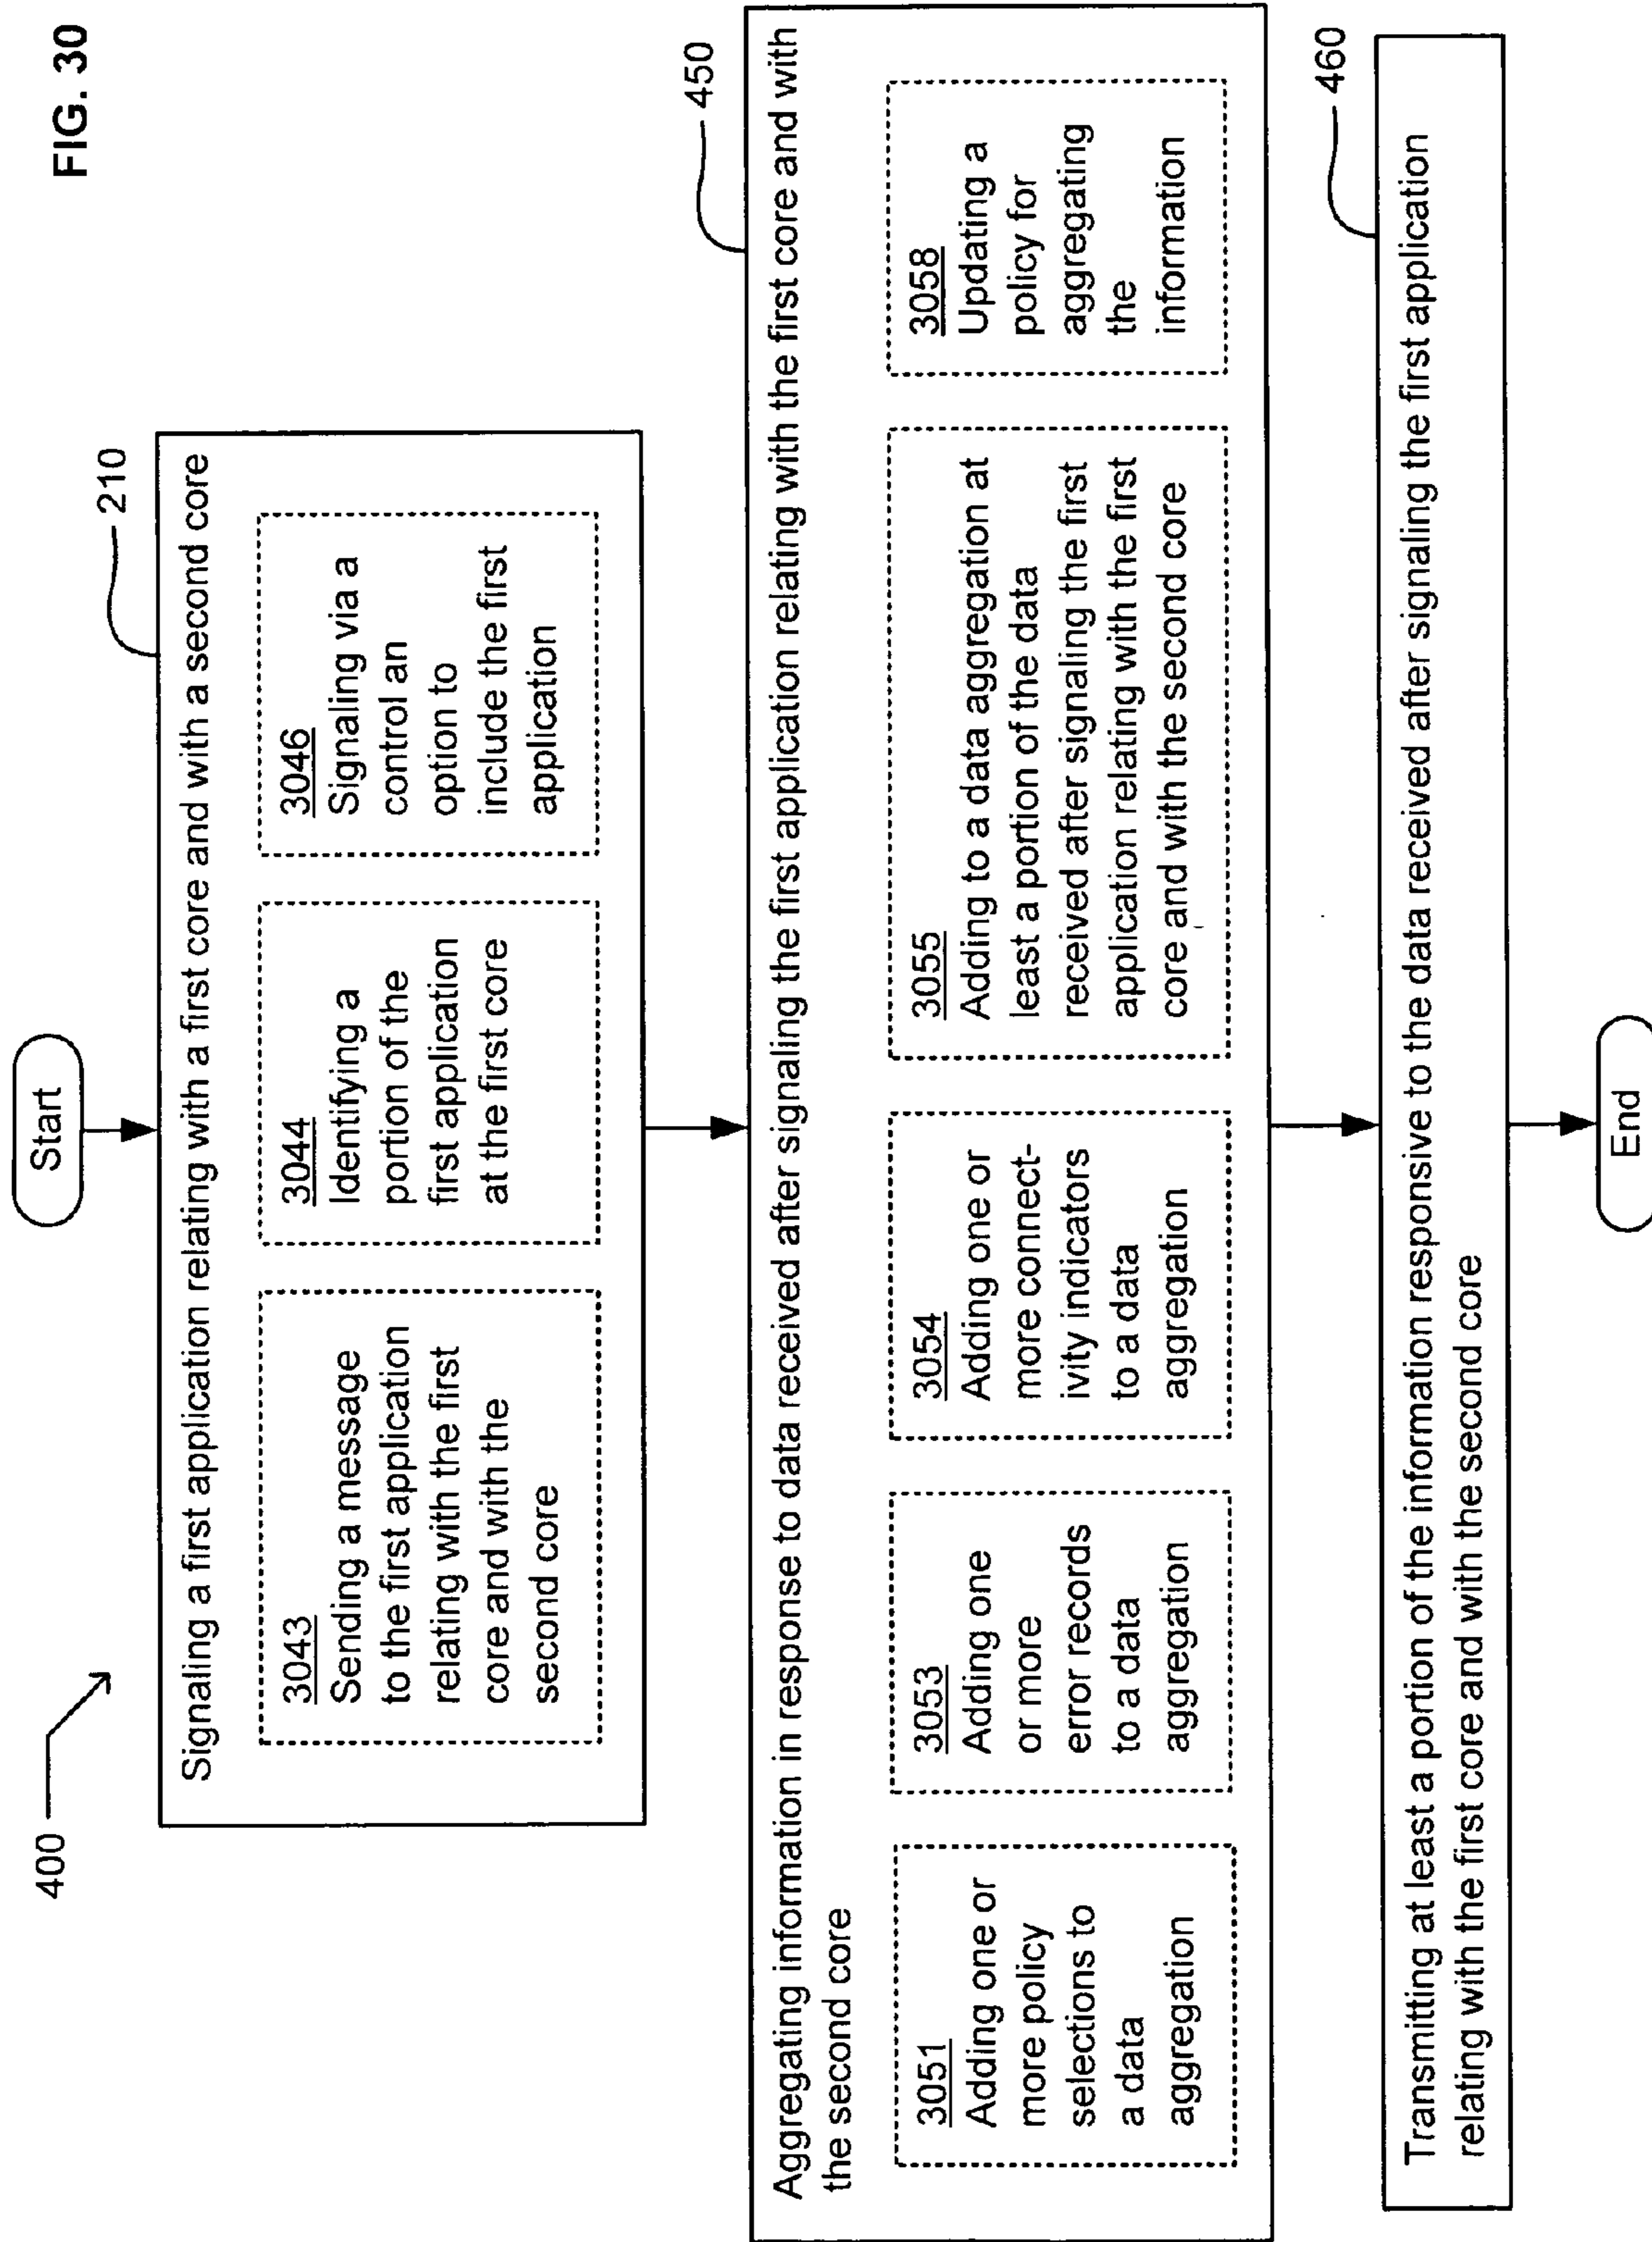 FIG. 30
400
Start
210
Signaling a first application relating with a first core and with a second core
3043
Sending a message
to the first application
relating with the first
core and with the
second core
3044
Identifying a
portion of the
first application
at the first core
3046
Signaling via a
control an
option to
include the first
application
450
Aggregating information in response to data received after signaling the first application relating with the first core and with
the second core
3051
Adding one or
more policy
selections to
a data
aggregation
3053
Adding one
or more
error records
to a data
aggregation
3054
Adding one or
more connect-
ivity indicators
to a data
aggregation
3055
Adding to a data aggregation at
least a portion of the data
received after signaling the first
application relating with the first
core and with the second core
3058
Updating a
policy for
aggregating
the
information
460
Transmitting at least a portion of the information responsive to the data received after signaling the first application
relating with the first core and with the second core
End